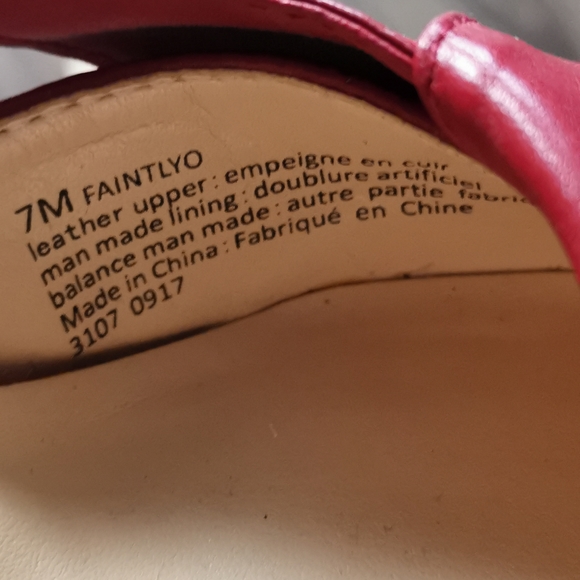 7M FAINTLYO
leather upper: empeigne en cuir
man made lining: doublure artificiel
balance man made: autre partie fabric
Made in China: Fabriqué en Chine
3107 0917